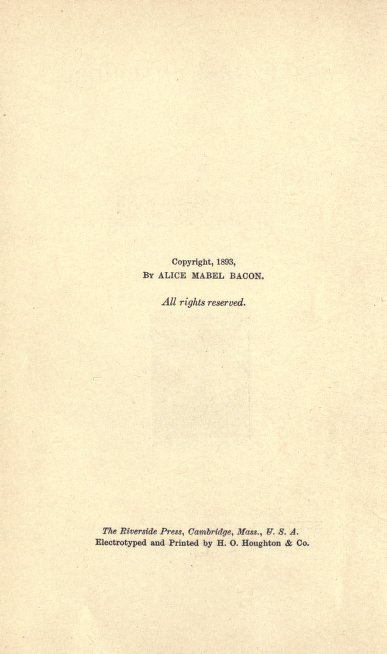 Copyright, 1893,
By ALICE MABEL BACON.
All rights reserved.
The Riverside Press, Cambridge, Mass., U. S. A.
Electrotyped and Printed by H. O. Houghton & Co.